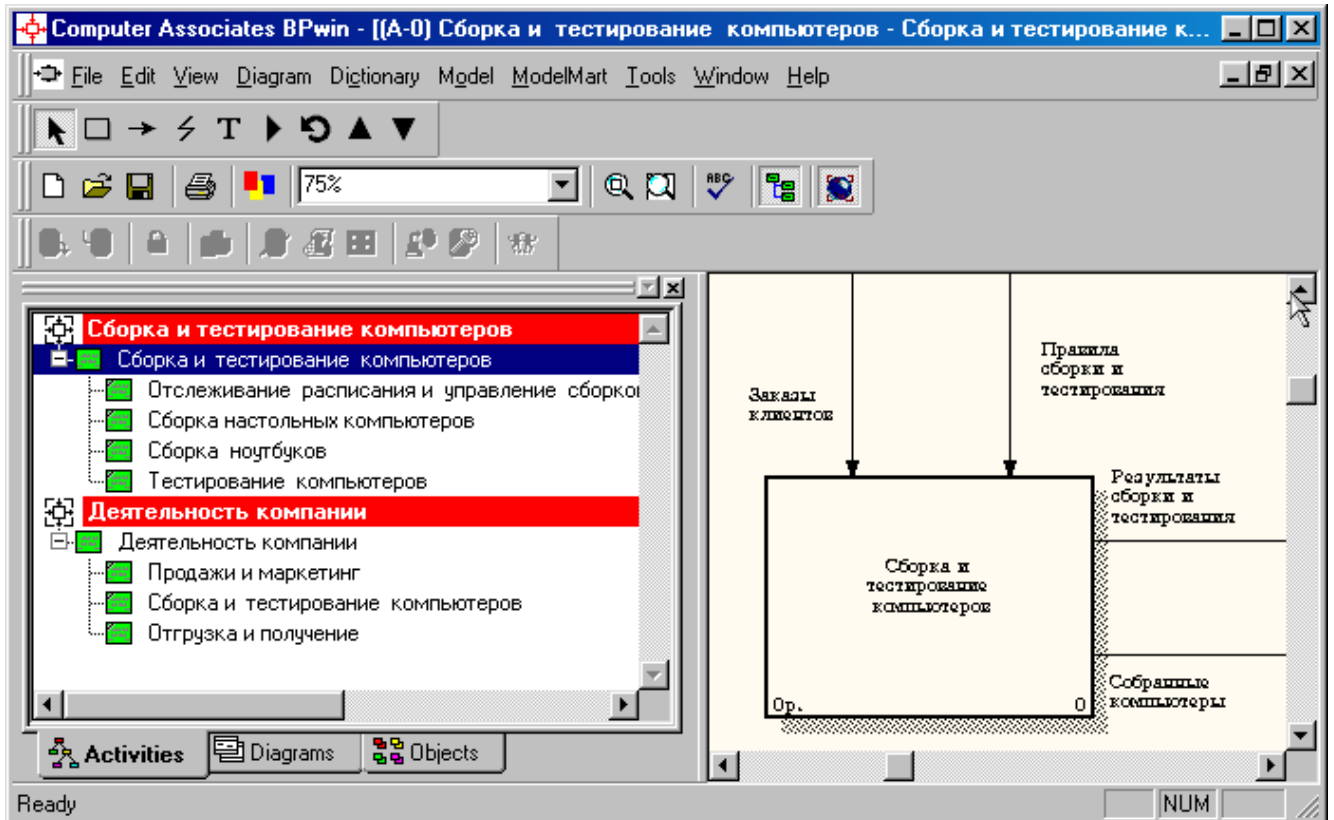 Computer Associates BPwin - [(A-0) Сборка и тестирование компьютеров - Сборка и тестирование к...
File Edit View Diagram Dictionary Model ModelMart Tools Window Help
T
75%
ABC
Сборка и тестирование компьютеров
Сборка и тестирование компьютеров
Отслеживание расписания и управление сборкой
Сборка настольных компьютеров
Сборка ноутбуков
Тестирование компьютеров
Деятельность компании
Деятельность компании
Продажи и маркетинг
Сборка и тестирование компьютеров
Отгрузка и получение
Activities Diagrams Objects
Заказы
клиентов
Правила
сборки и
тестирования
Результаты
сборки и
тестирования
Сборка и
тестирование
компьютеров
0р. 0
Собранные
компьютеры
Ready NUM